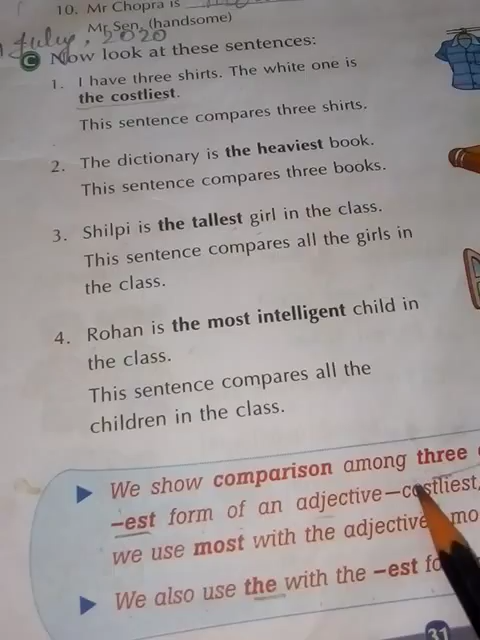 10. Mr Chopra is
Mr Sen. (handsome)
July, 2020
C Now look at these sentences:
1. I have three shirts. The white one is
the costliest.
This sentence compares three shirts.
2. The dictionary is the heaviest book.
This sentence compares three books.
3. Shilpi is the tallest girl in the class.
This sentence compares all the girls in
the class.
4. Rohan is the most intelligent child in
the class.
This sentence compares all the
children in the class.
We show comparison among three
–est form of an adjective—costliest,
we use most with the adjective mo
We also use the with the –est fo
31